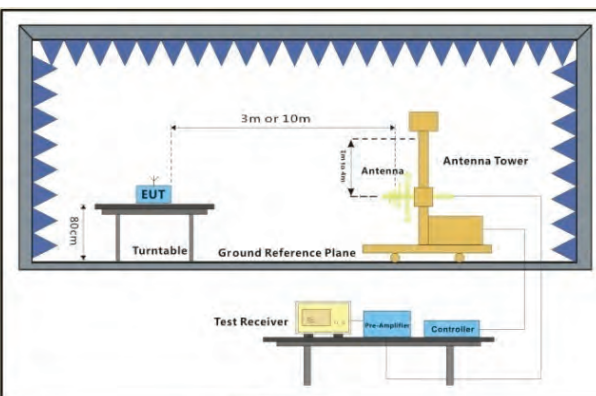 3m or 10m
1m to 4m
Antenna
Antenna Tower
EUT
80cm
Turntable
Ground Reference Plane
Test Receiver
Pre-Amplifier
Controller